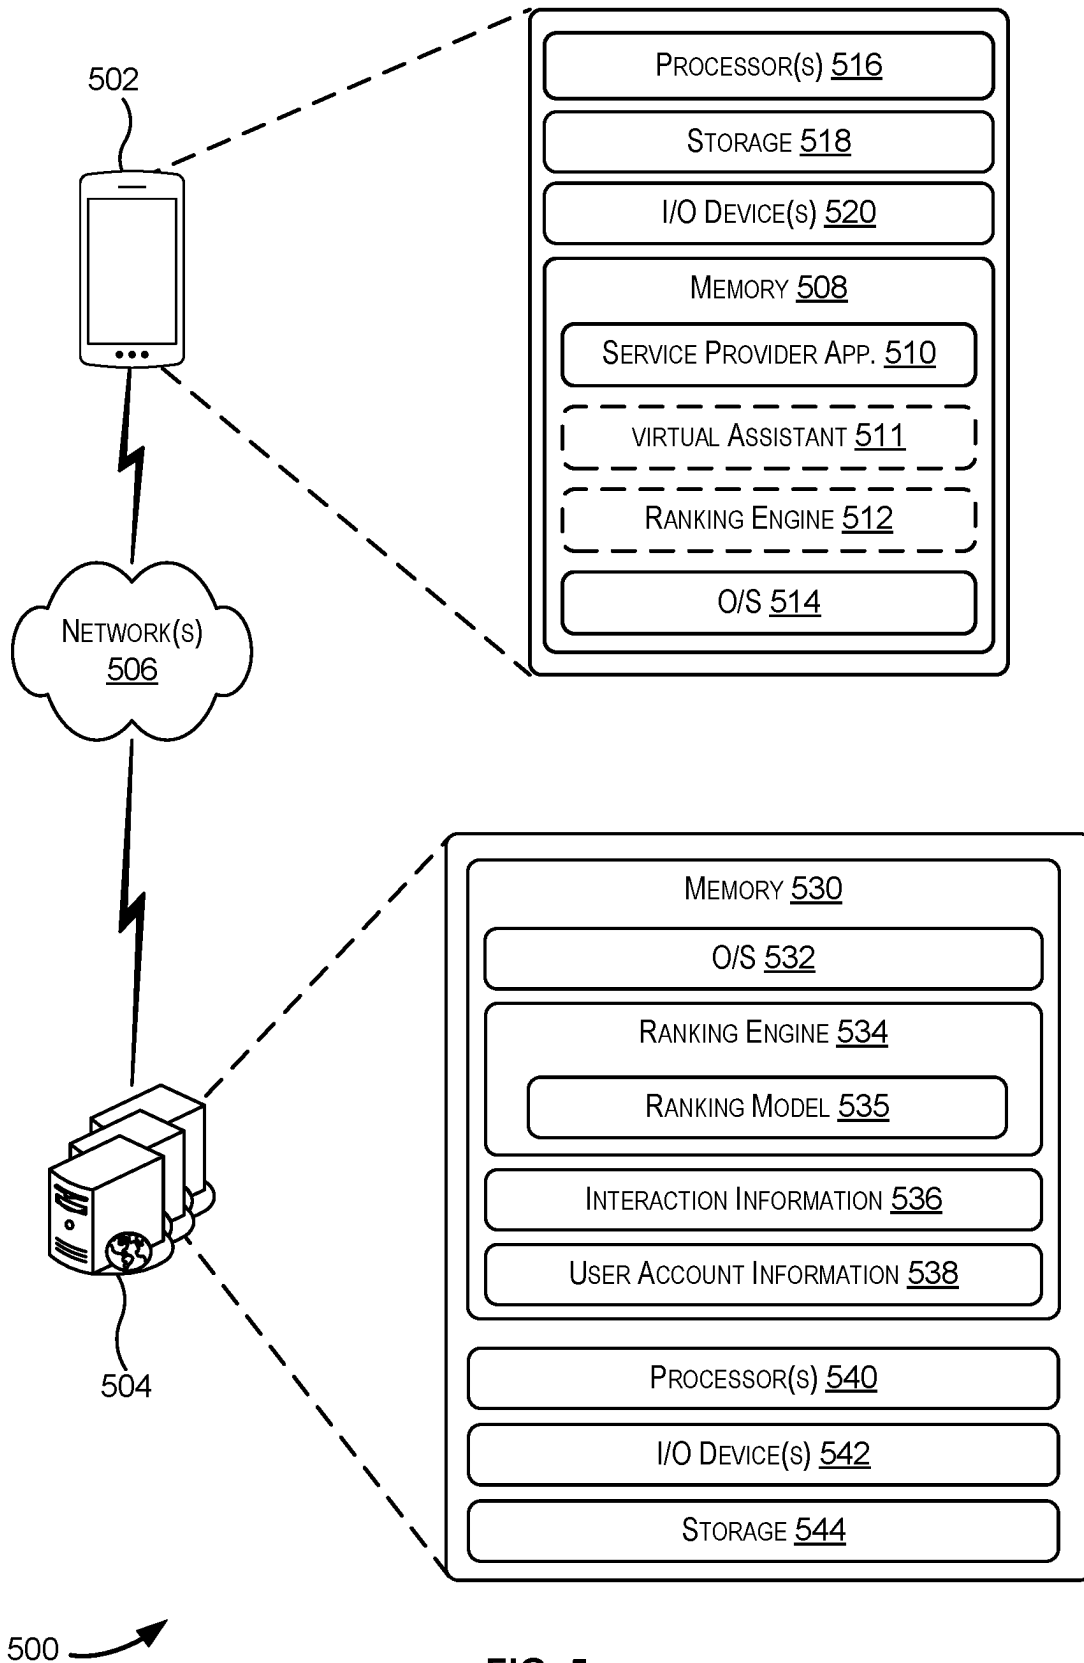 502
PROCESSOR(S) 516
STORAGE 518
I/O DEVICE(S) 520
MEMORY 508
SERVICE PROVIDER APP. 510
VIRTUAL ASSISTANT 511
RANKING ENGINE 512
O/S 514
NETWORK(S)
506
MEMORY 530
O/S 532
RANKING ENGINE 534
RANKING MODEL 535
INTERACTION INFORMATION 536
USER ACCOUNT INFORMATION 538
504
PROCESSOR(S) 540
I/O DEVICE(S) 542
STORAGE 544
500
FIG. 5